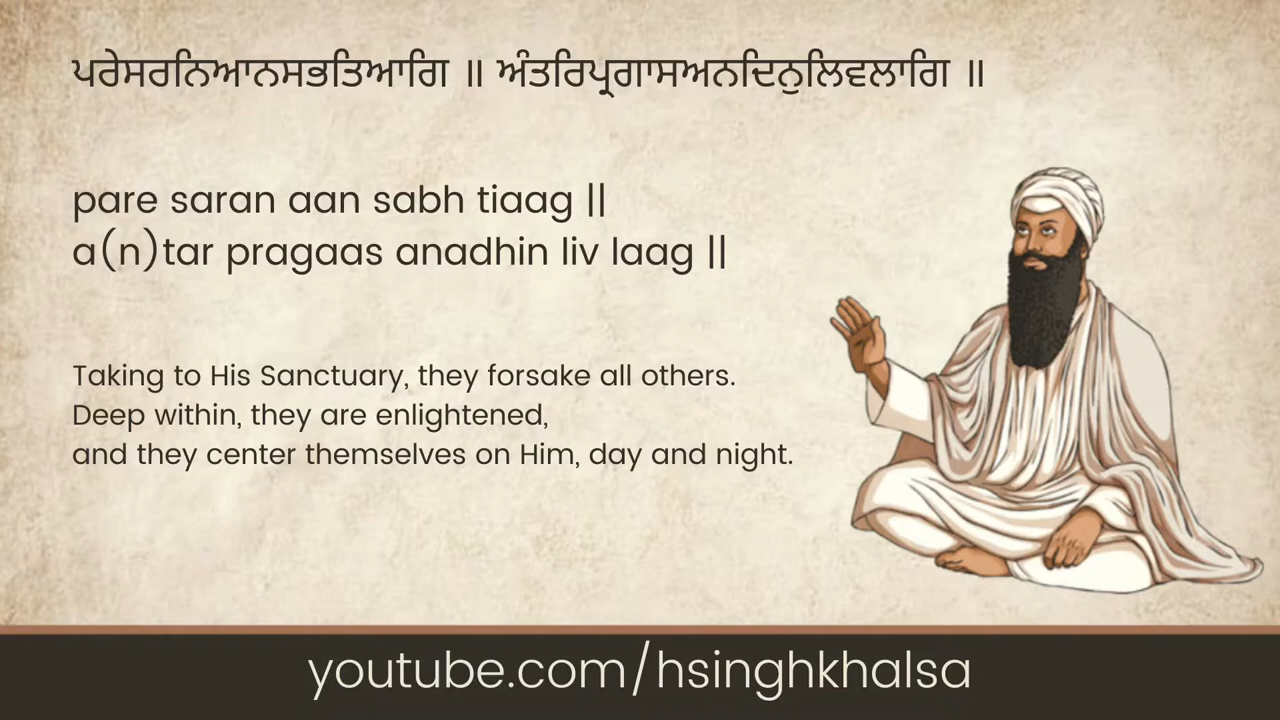 ਪਰੇਸਰਨਿਆਨਸਭਤਿਆਗਿ ॥ ਅੰਤਰਿਪ੍ਰਗਾਸਅਨਦਿਨੁਲਿਵਲਾਗਿ ॥
pare saran aan sabh tiaag ||
a(n)tar pragaas anadhin liv laag ||
Taking to His Sanctuary, they forsake all others.
Deep within, they are enlightened,
and they center themselves on Him, day and night.
youtube.com/hsinghkhalsa